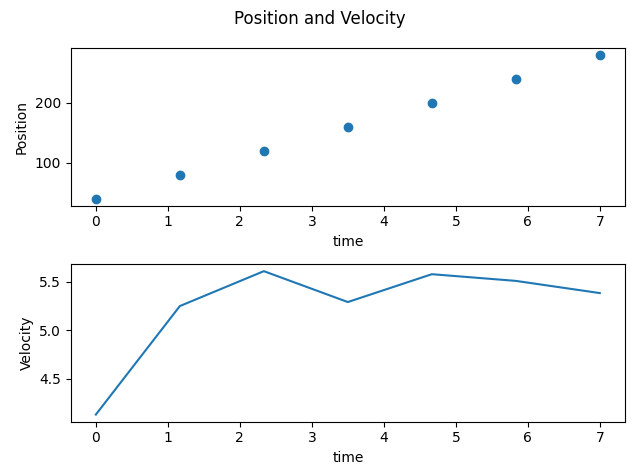 Position and Velocity
200
100
Position
0 1 2 3 4 5 6 7
time
5.5
5.0
4.5
Velocity
0 1 2 3 4 5 6 7
time